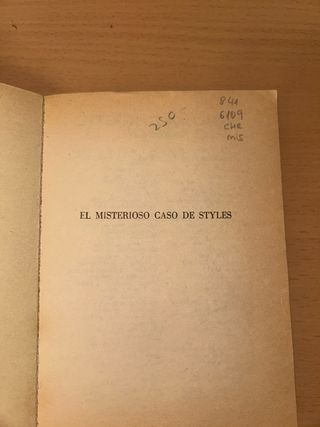 250
841
6109
CHR
mis
EL MISTERIOSO CASO DE STYLES